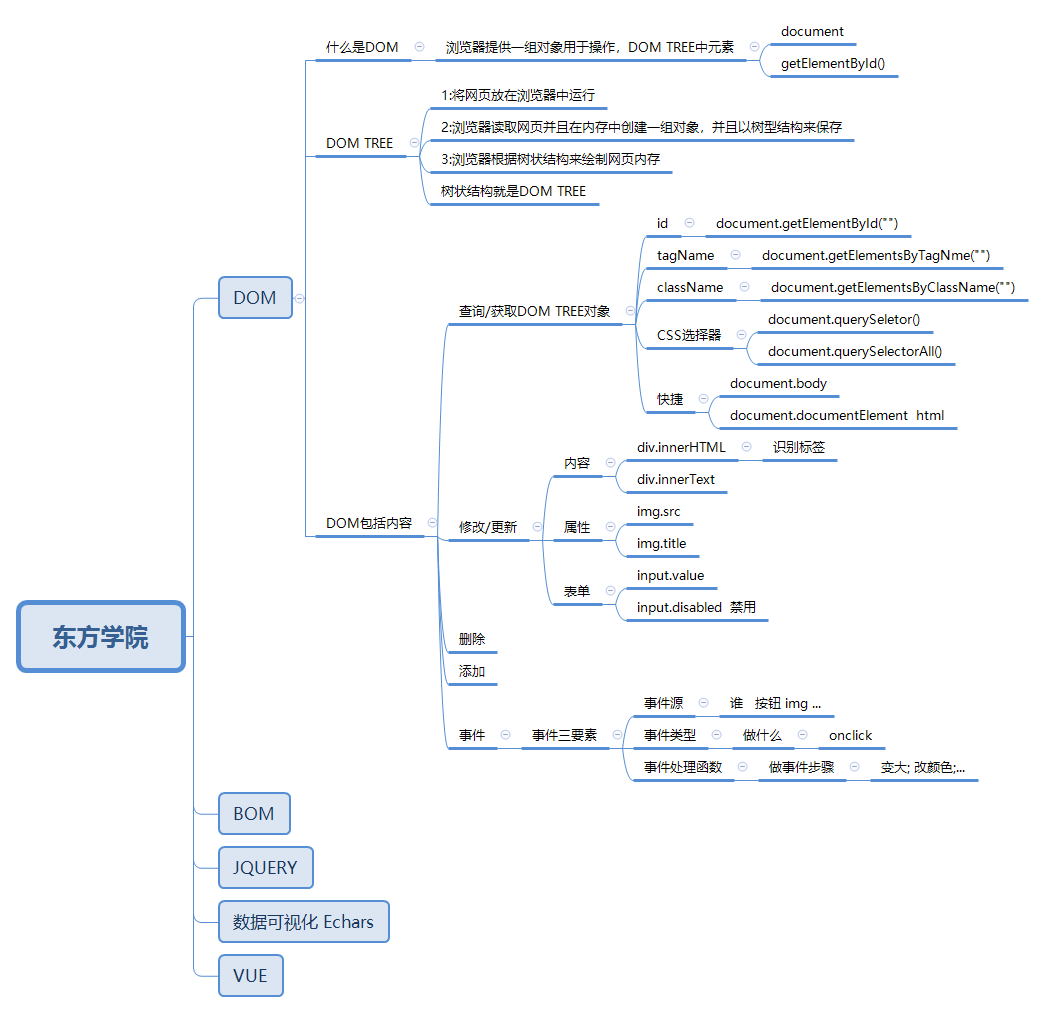 东方学院
DOM
什么是DOM
浏览器提供一组对象用于操作，DOM TREE中元素
document
getElementById()
DOM TREE
1:将网页放在浏览器中运行
2:浏览器读取网页并且在内存中创建一组对象，并且以树型结构来保存
3:浏览器根据树状结构来绘制网页内存
树状结构就是DOM TREE
DOM包括内容
查询/获取DOM TREE对象
id
document.getElementById("")
tagName
document.getElementsByTagNme("")
className
document.getElementsByClassName("")
CSS选择器
document.querySeletor()
document.querySelectorAll()
快捷
document.body
document.documentElement html
修改/更新
内容
div.innerHTML
识别标签
div.innerText
属性
img.src
img.title
表单
input.value
input.disabled 禁用
删除
添加
事件
事件三要素
事件源
谁 按钮 img ...
事件类型
做什么
onclick
事件处理函数
做事件步骤
变大; 改颜色;...
BOM
JQUERY
数据可视化 Echars
VUE